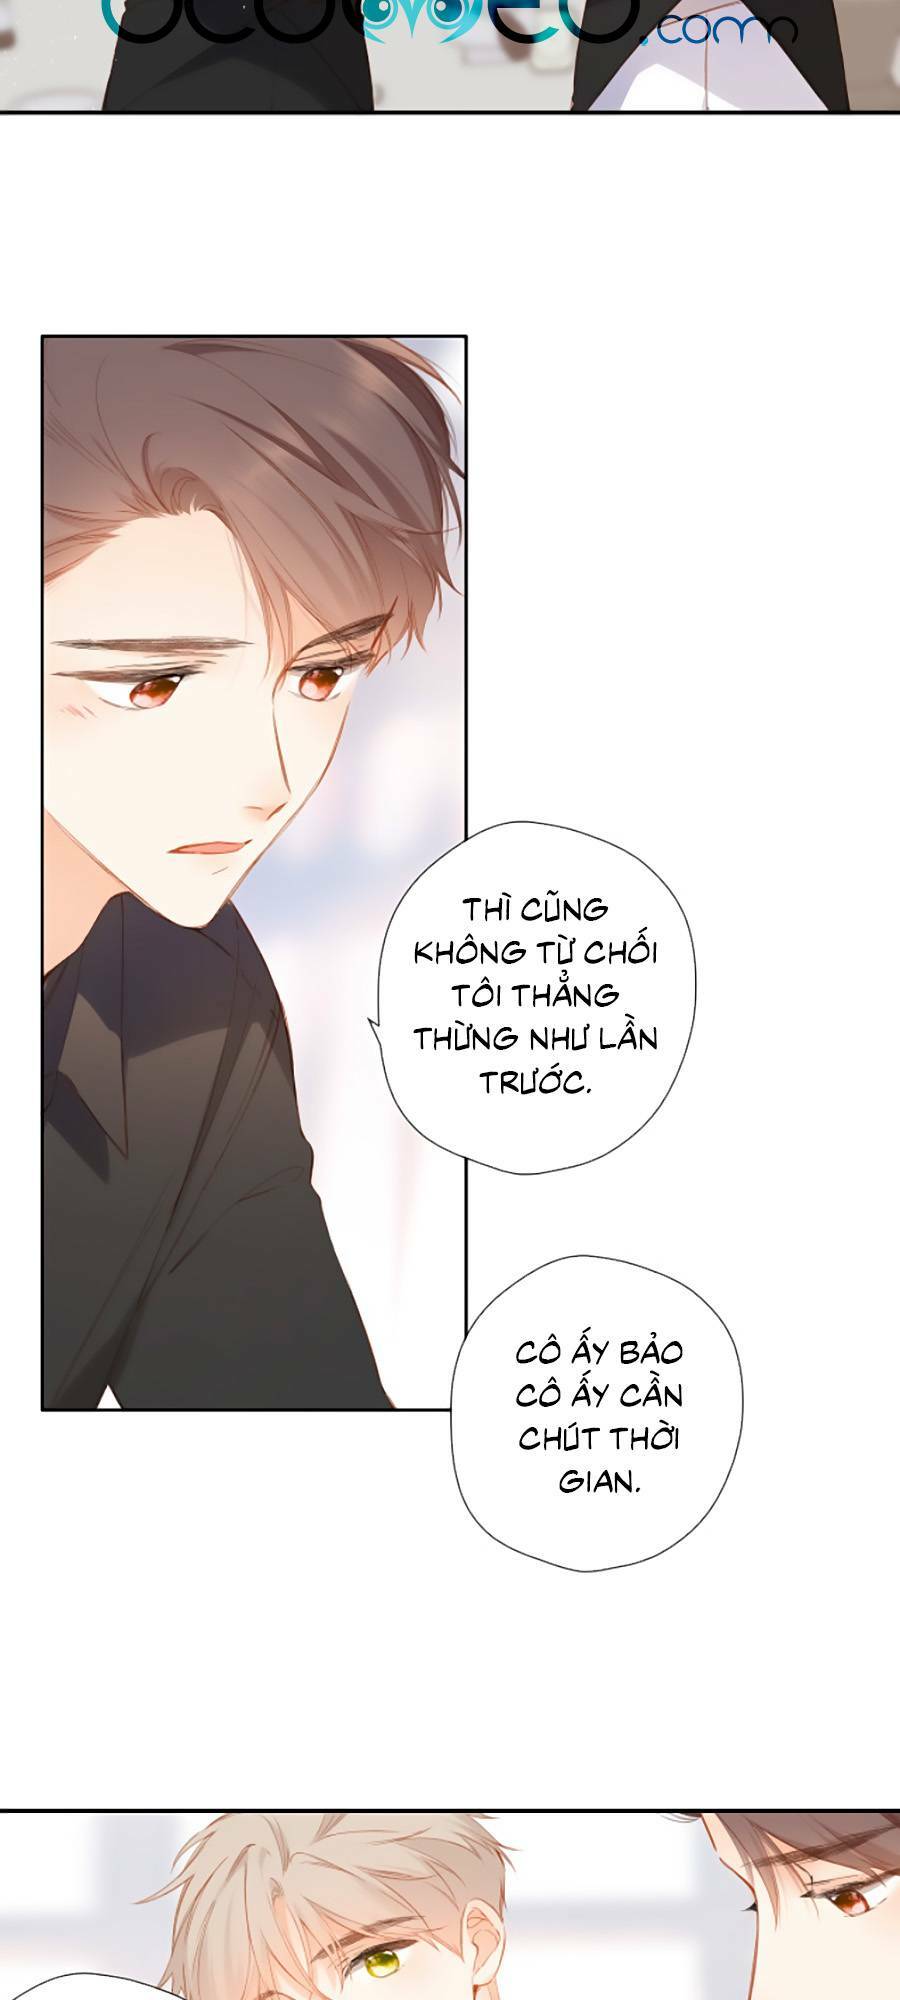 ocomeo.com
THÌ CŨNG
KHÔNG TỪ CHỐI
TÔI THẲNG
THỪNG NHƯ LẦN
TRƯỚC.
CÔ ẤY BẢO
CÔ ẤY CẦN
CHÚT THỜI
GIAN.